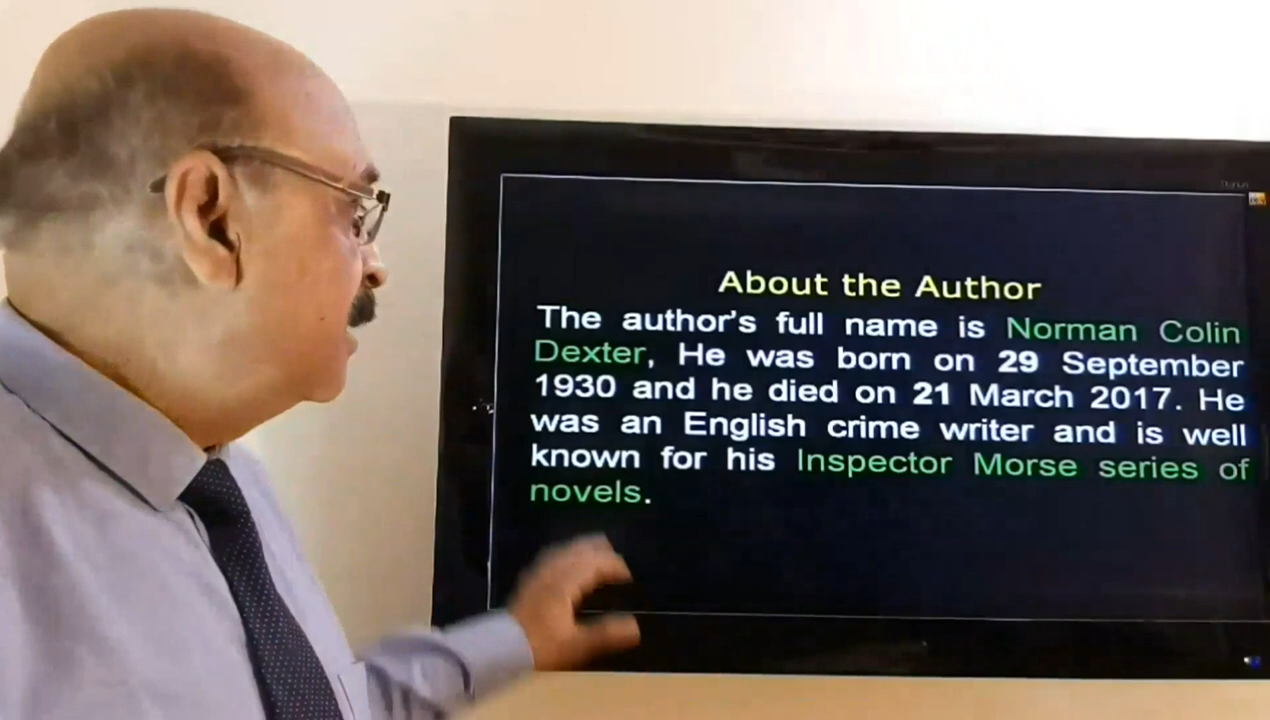 About the Author
The author's full name is Norman Colin
Dexter, He was born on 29 September
1930 and he died on 21 March 2017. He
was an English crime writer and is well
known for his Inspector Morse series of
novels.